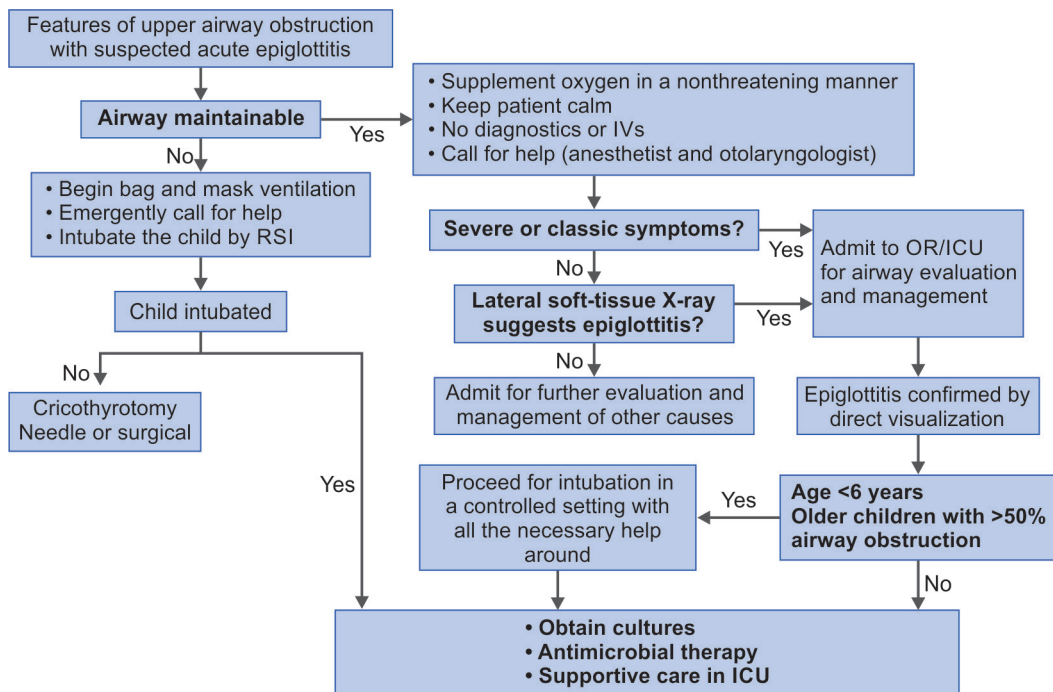 Features of upper airway obstruction
with suspected acute epiglottitis
Airway maintainable
Yes
No
• Supplement oxygen in a nonthreatening manner
• Keep patient calm
• No diagnostics or IVs
• Call for help (anesthetist and otolaryngologist)
• Begin bag and mask ventilation
• Emergently call for help
• Intubate the child by RSI
Severe or classic symptoms?
Yes
No
Admit to OR/ICU
for airway evaluation
and management
Lateral soft-tissue X-ray
suggests epiglottitis?
Yes
No
Child intubated
No
Cricothyrotomy
Needle or surgical
Yes
Admit for further evaluation and
management of other causes
Epiglottitis confirmed by
direct visualization
Age <6 years
Older children with >50%
airway obstruction
Yes
No
Proceed for intubation in
a controlled setting with
all the necessary help
around
• Obtain cultures
• Antimicrobial therapy
• Supportive care in ICU